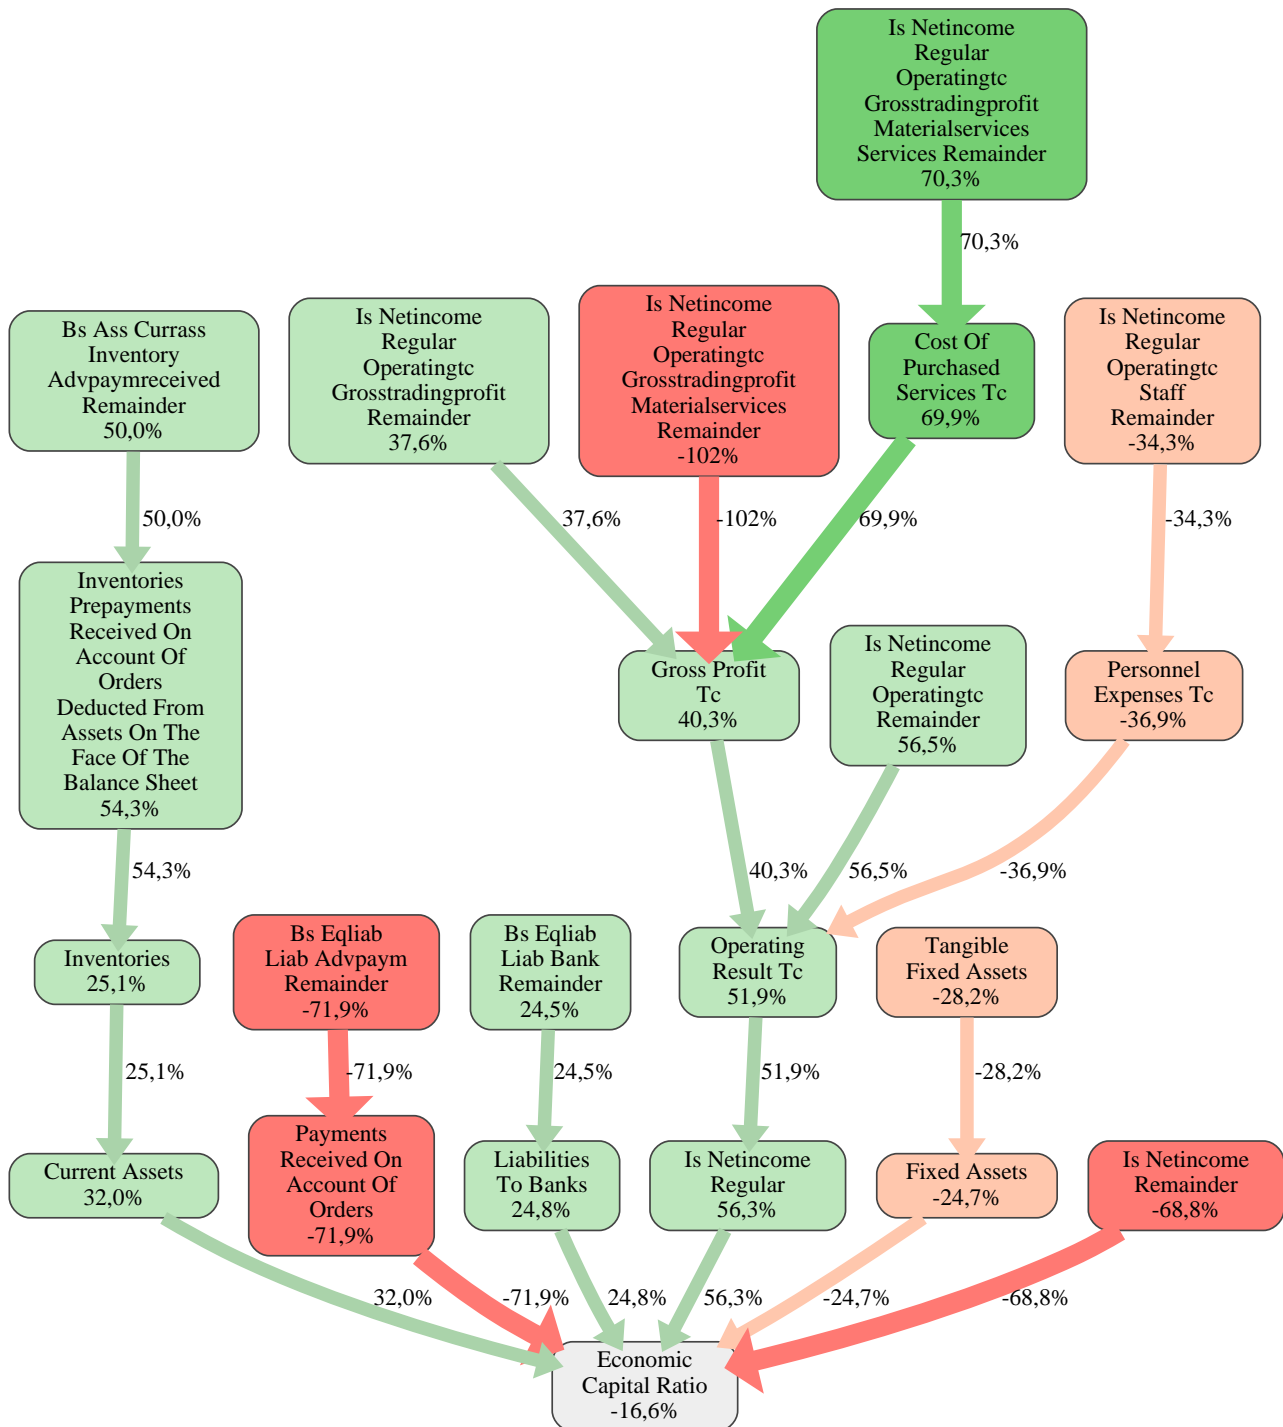 Is Netincome
Regular
Operatingtc
Grosstradingprofit
Materialservices
Services Remainder
70,3%
70,3%
Bs Ass Currass
Inventory
Advpaymreceived
Remainder
50,0%
Is Netincome
Regular
Operatingtc
Grosstradingprofit
Remainder
37,6%
Is Netincome
Regular
Operatingtc
Grosstradingprofit
Materialservices
Remainder
-102%
Cost Of
Purchased
Services Tc
69,9%
Is Netincome
Regular
Operatingtc
Staff
Remainder
-34,3%
50,0%
37,6%
-102%
69,9%
-34,3%
Inventories
Prepayments
Received On
Account Of
Orders
Deducted From
Assets On The
Face Of The
Balance Sheet
54,3%
Gross Profit
Tc
40,3%
Is Netincome
Regular
Operatingtc
Remainder
56,5%
Personnel
Expenses Tc
-36,9%
54,3%
40,3%
56,5%
-36,9%
Inventories
25,1%
Bs Eqliab
Liab Advpaym
Remainder
-71,9%
Bs Eqliab
Liab Bank
Remainder
24,5%
Operating
Result Tc
51,9%
Tangible
Fixed Assets
-28,2%
25,1%
-71,9%
24,5%
51,9%
-28,2%
Current Assets
32,0%
Payments
Received On
Account Of
Orders
-71,9%
Liabilities
To Banks
24,8%
Is Netincome
Regular
56,3%
Fixed Assets
-24,7%
Is Netincome
Remainder
-68,8%
32,0%
-71,9%
24,8%
56,3%
-24,7%
-68,8%
Economic
Capital Ratio
-16,6%